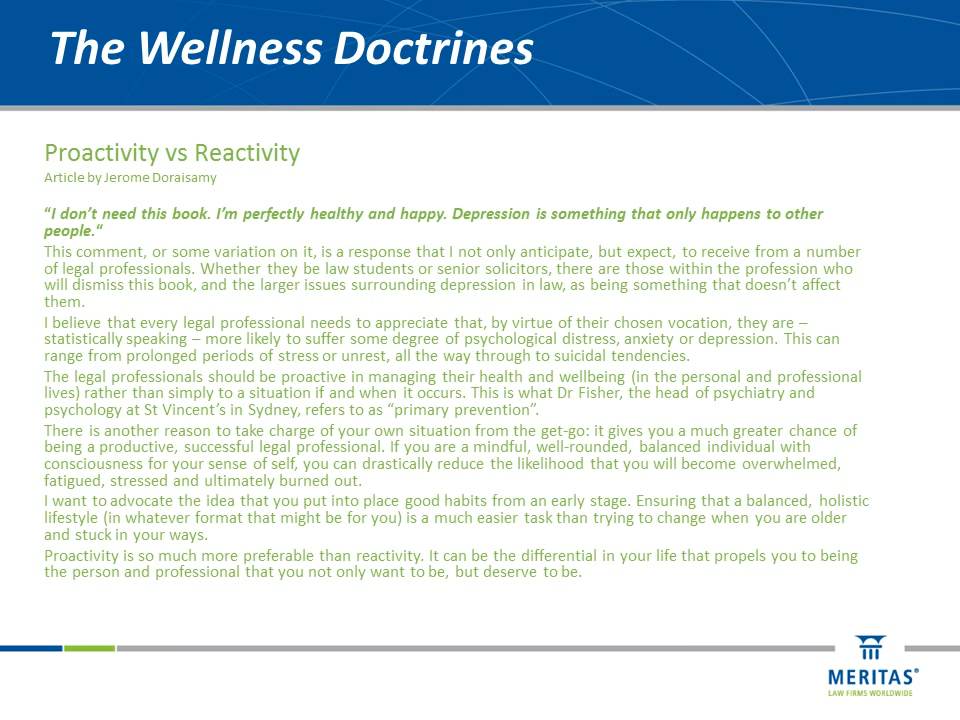 The Wellness Doctrines
Proactivity vs Reactivity
Article by Jerome Doraisamy
“I don’t need this book. I’m perfectly healthy and happy. Depression is something that only happens to other
people.“
This comment, or some variation on it, is a response that I not only anticipate, but expect, to receive from a number
of legal professionals. Whether they be law students or senior solicitors, there are those within the profession who
will dismiss this book, and the larger issues surrounding depression in law, as being something that doesn’t affect
them.
I believe that every legal professional needs to appreciate that, by virtue of their chosen vocation, they are –
statistically speaking – more likely to suffer some degree of psychological distress, anxiety or depression. This can
range from prolonged periods of stress or unrest, all the way through to suicidal tendencies.
The legal professionals should be proactive in managing their health and wellbeing (in the personal and professional
lives) rather than simply to a situation if and when it occurs. This is what Dr Fisher, the head of psychiatry and
psychology at St Vincent’s in Sydney, refers to as “primary prevention”.
There is another reason to take charge of your own situation from the get-go: it gives you a much greater chance of
being a productive, successful legal professional. If you are a mindful, well-rounded, balanced individual with
consciousness for your sense of self, you can drastically reduce the likelihood that you will become overwhelmed,
fatigued, stressed and ultimately burned out.
I want to advocate the idea that you put into place good habits from an early stage. Ensuring that a balanced, holistic
lifestyle (in whatever format that might be for you) is a much easier task than trying to change when you are older
and stuck in your ways.
Proactivity is so much more preferable than reactivity. It can be the differential in your life that propels you to being
the person and professional that you not only want to be, but deserve to be.
MERITAS®
LAW FIRMS WORLDWIDE